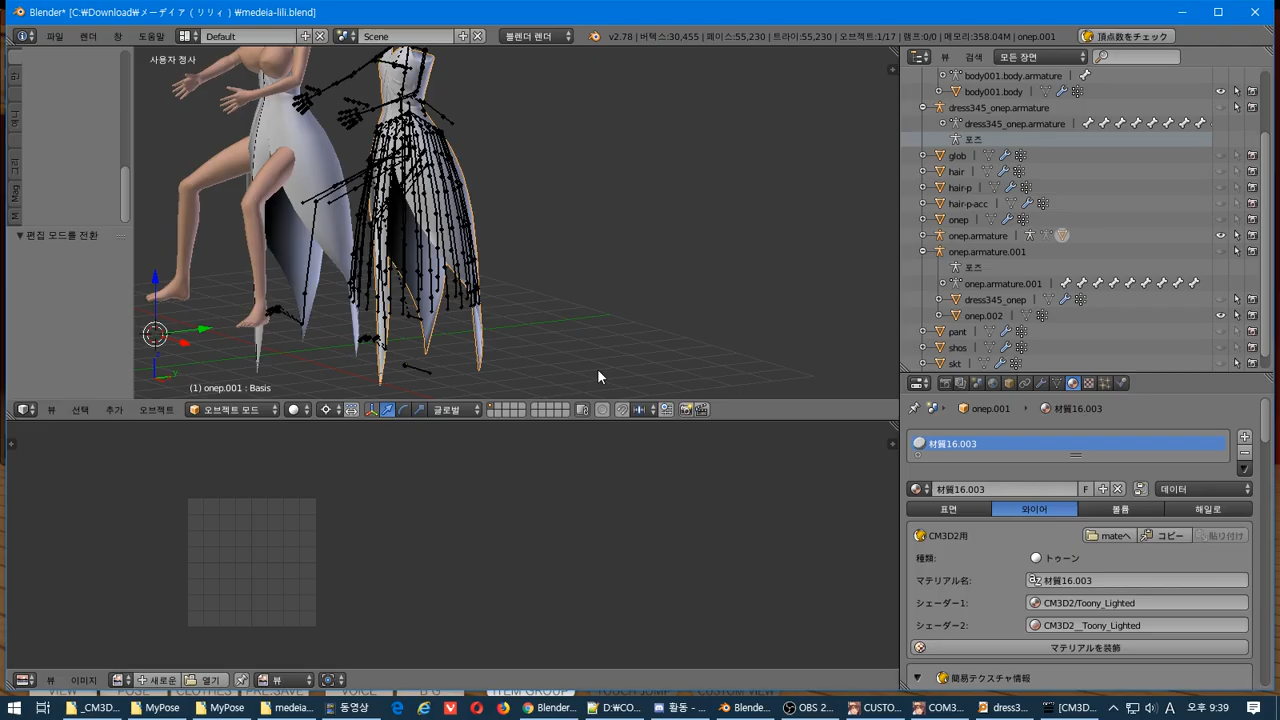 Blender* [C:₩Download₩メーデイア ( リリィ ) ₩medeia-lili.blend]
파일 렌더 창 도움말 Default Scene 블렌더 렌더 v2.78 | 버텍스:30,455 | 페이스:55,230 | 트라이:55,230 | 오브젝트:1/17 | 램프:0/0 | 메뫼리:358.04M | onep.001 頂点数をチェック
사용자 정사
뷰 검색 모든 장면
body001.body.armature
body001.body
dress345_onep.armature
dress345_onep.armature
포즈
glob
hair
hair-p
hair-p-acc
onep
onep.armature
onep.armature.001
포즈
onep.armature.001
dress345_onep
onep.002
pant
shos
skt
Mag
M
편집 모드를 전환
(1) onep.001 : Basis
뷰 선택 추가 오브젝트 오브젝트 모드 글로벌
onep.001 材質16.003
材質16.003
材質16.003 F 데이터
표면 와이어 볼륨 해일로
CM3D2用 mateへ コピー 貼り付け
種類: トゥーン
マテリアル名: 材質16.003
シェーダー1: CM3D2/Toony_Lighted
シェーダー2: CM3D2__Toony_Lighted
マテリアルを装飾
簡易テクスチャ情報
뷰 이미지 새로운 열기 뷰
VIEW POSE CLOTHES PRE.SAVE VOICE B G ITEM GROUP TOUCH JUMP CUSTOM VIEW
_CM3D... MyPose MyPose medeia... 동영상 Blender... D:₩CO... 활동 - ... Blende... OBS 2... CUSTO... COM3... dress3... [CM3D... A 오후 9:39